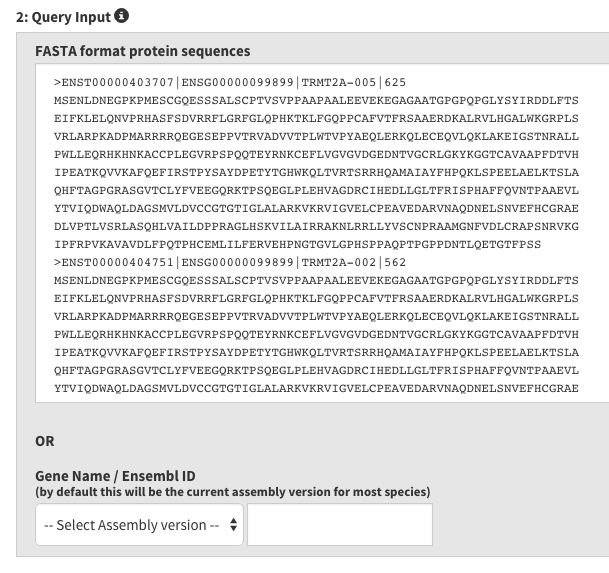 2: Query Input
FASTA format protein sequences
>ENST00000403707|ENSG00000099899|TRMT2A-005|625
MSENLDNEGPKPMESCGQESSSALSCPTVSVPPAAPAALEEVEKEGAGAATGPGPQPGLYSYIRDDLFTS
EIFKLELQNVPRHASFSDVRRFLGRFGLQPHKTKLFGQPPCAFVTFRSAAERDKALRVLHGALWKGRPLS
VRLARPKADPMARRRRQEGESEPPVTRVADVVTPLWTVPYAEQLERKQLECEQVLQKLAKEIGSTNRALL
PWLLEQRHKHNKACCPLEGVRPSPQQTEYRNKCEFLVGVGVDGEDNTVGCRLGKYKGGTCAVAAPFDTVH
IPEATKQVVKAFQEFIRSTPYSAYDPETYTGHWKQLTVRTSRRHQAMAIAYFHPQKLSPEELAELKTSLA
QHFTAGPGRASGVTCLYFVEEGQRKTPSQEGLPLEHVAGDRCIHEDLLGLTFRISPHAFFQVNTPAAEVL
YTVIQDWAQLDAGSMVLDVCCGTGTIGLALARKVKRVIGVELCPEAVEDARVNAQDNELSNVEFHCGRAE
DLVPTLVSRLASQHLVAILDPPRAGLHSKVILAIRRAKNLRRLLYVSCNPRAAMGNFVDLCRAPSNRVKG
IPFRPVKAVAVDLFPQTPHCEMLILFERVEHPNGTGVLGPHSPPAQPTPGPPDNTLQETGTFPSS
>ENST00000404751|ENSG00000099899|TRMT2A-002|562
MSENLDNEGPKPMESCGQESSSALSCPTVSVPPAAPAALEEVEKEGAGAATGPGPQPGLYSYIRDDLFTS
EIFKLELQNVPRHASFSDVRRFLGRFGLQPHKTKLFGQPPCAFVTFRSAAERDKALRVLHGALWKGRPLS
VRLARPKADPMARRRRQEGESEPPVTRVADVVTPLWTVPYAEQLERKQLECEQVLQKLAKEIGSTNRALL
PWLLEQRHKHNKACCPLEGVRPSPQQTEYRNKCEFLVGVGVDGEDNTVGCRLGKYKGGTCAVAAPFDTVH
IPEATKQVVKAFQEFIRSTPYSAYDPETYTGHWKQLTVRTSRRHQAMAIAYFHPQKLSPEELAELKTSLA
QHFTAGPGRASGVTCLYFVEEGQRKTPSQEGLPLEHVAGDRCIHEDLLGLTFRISPHAFFQVNTPAAEVL
YTVIQDWAQLDAGSMVLDVCCGTGTIGLALARKVKRVIGVELCPEAVEDARVNAQDNELSNVEFHCGRAE
OR
Gene Name / Ensembl ID
(by default this will be the current assembly version for most species)
-- Select Assembly version --